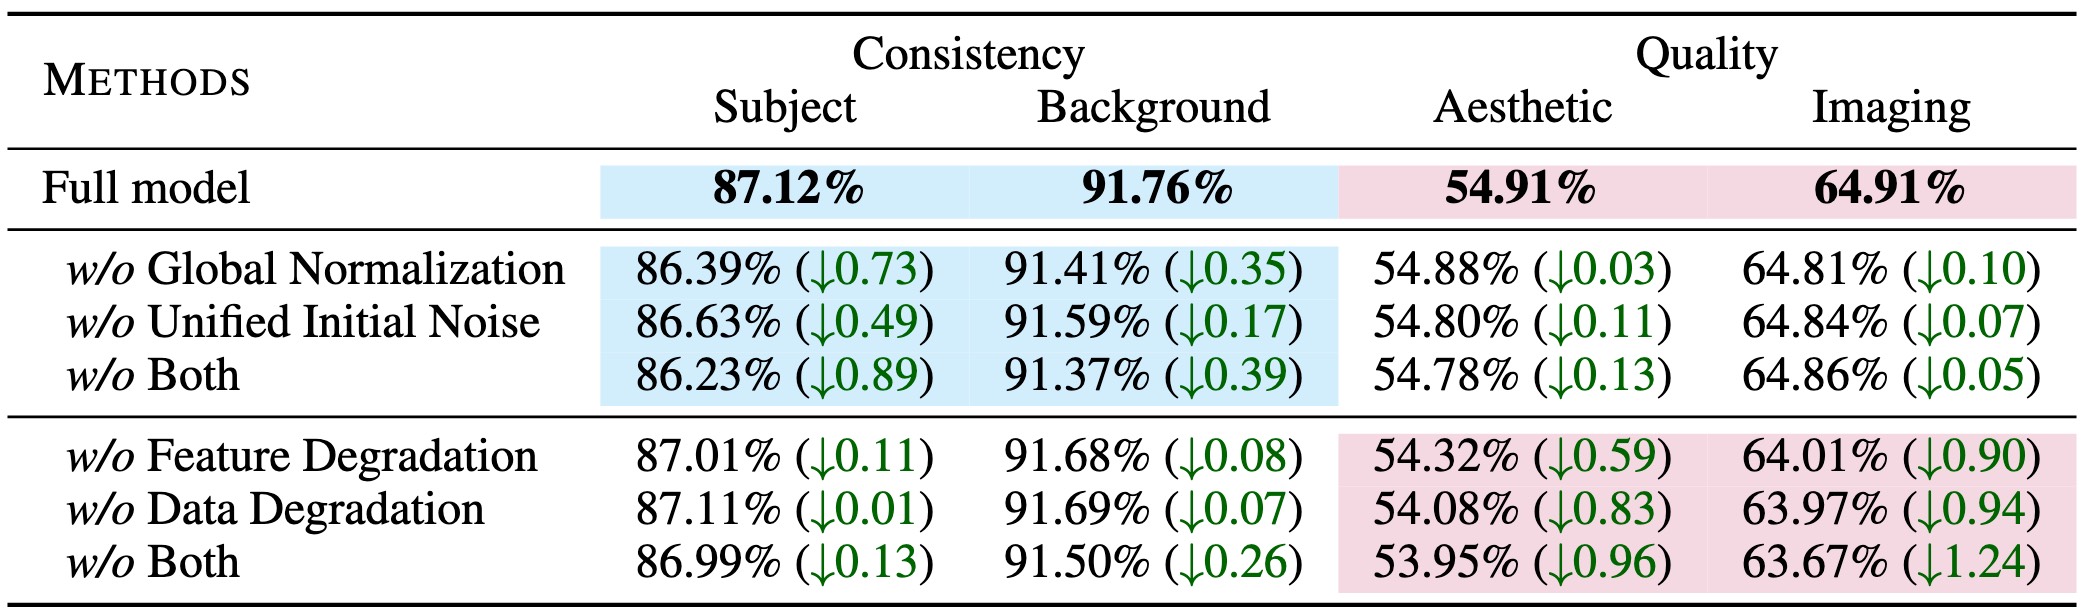 METHODS Consistency Quality
Subject Background Aesthetic Imaging
Full model 87.12% 91.76% 54.91% 64.91%
w/o Global Normalization 86.39% (↓0.73) 91.41% (↓0.35) 54.88% (↓0.03) 64.81% (↓0.10)
w/o Unified Initial Noise 86.63% (↓0.49) 91.59% (↓0.17) 54.80% (↓0.11) 64.84% (↓0.07)
w/o Both 86.23% (↓0.89) 91.37% (↓0.39) 54.78% (↓0.13) 64.86% (↓0.05)
w/o Feature Degradation 87.01% (↓0.11) 91.68% (↓0.08) 54.32% (↓0.59) 64.01% (↓0.90)
w/o Data Degradation 87.11% (↓0.01) 91.69% (↓0.07) 54.08% (↓0.83) 63.97% (↓0.94)
w/o Both 86.99% (↓0.13) 91.50% (↓0.26) 53.95% (↓0.96) 63.67% (↓1.24)